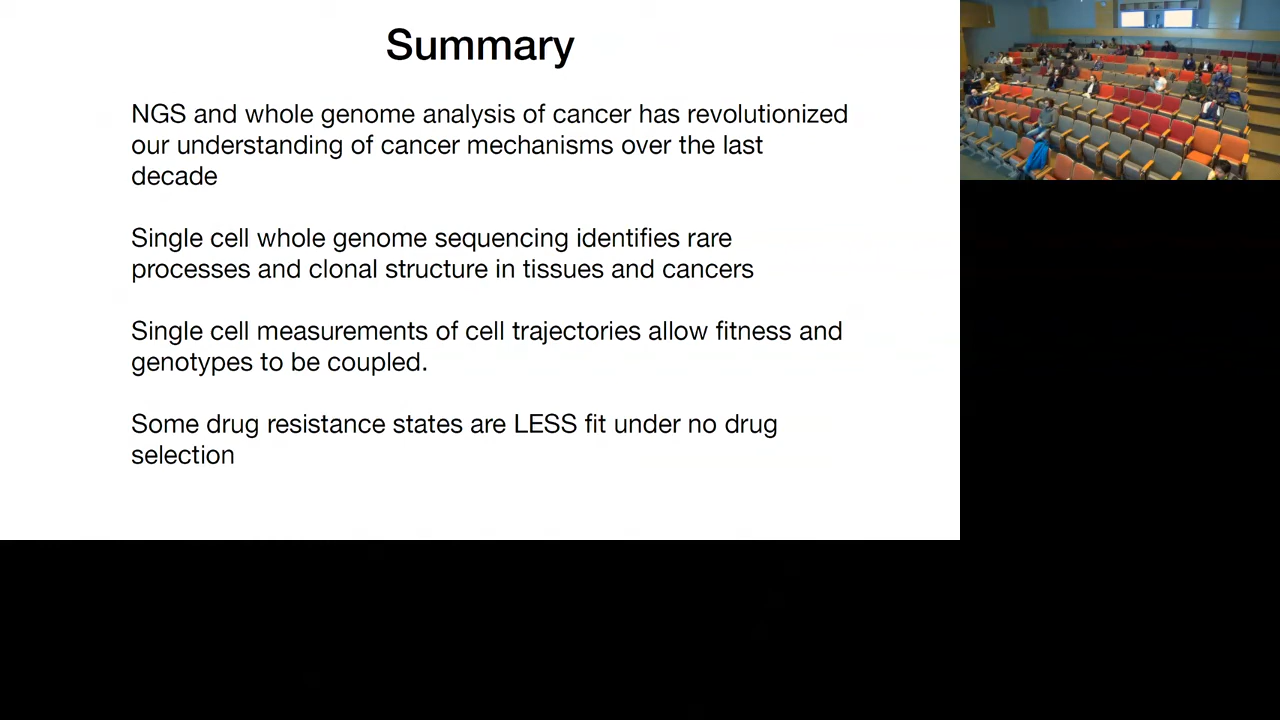 Summary
NGS and whole genome analysis of cancer has revolutionized
our understanding of cancer mechanisms over the last
decade
Single cell whole genome sequencing identifies rare
processes and clonal structure in tissues and cancers
Single cell measurements of cell trajectories allow fitness and
genotypes to be coupled.
Some drug resistance states are LESS fit under no drug
selection